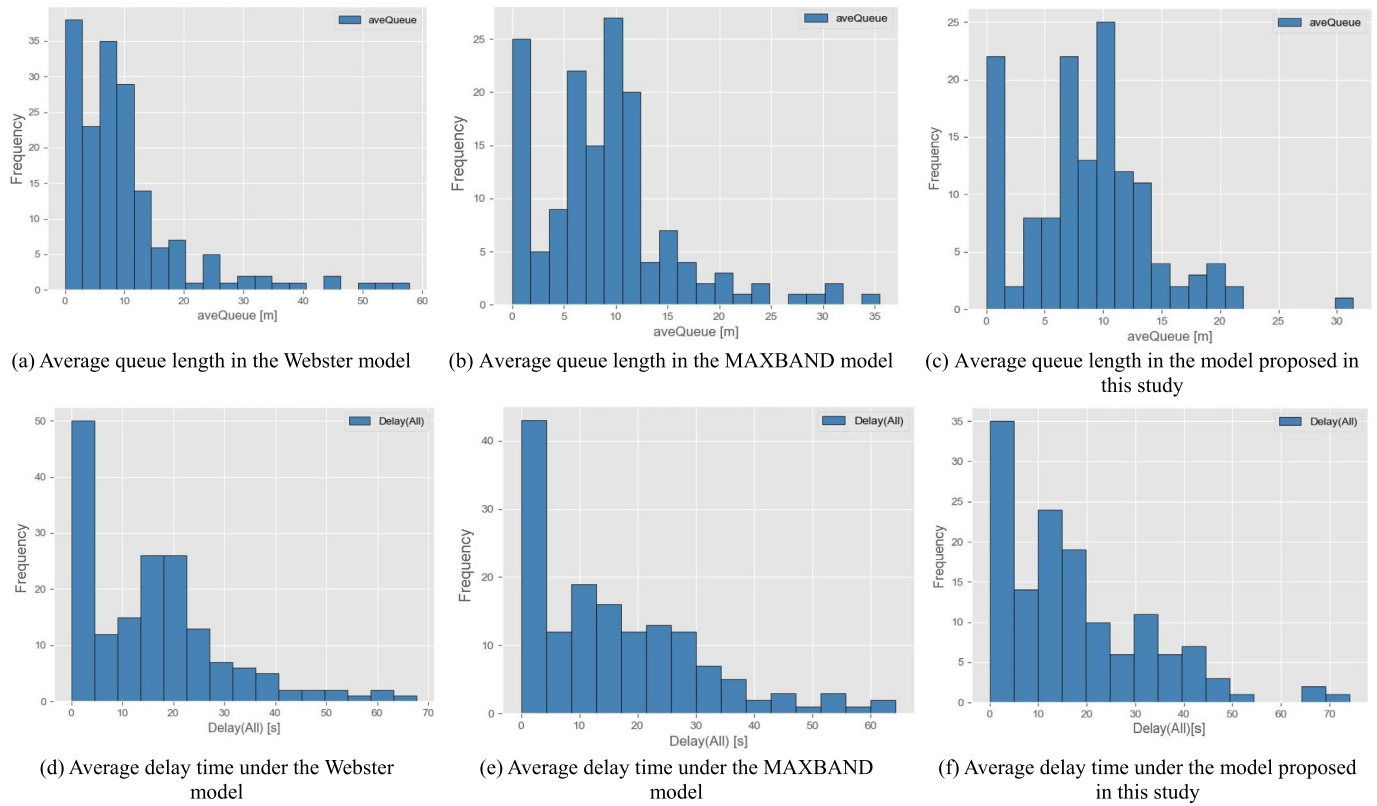 aveQueue
35
30
25
20
15
10
5
0
Frequency
0 10 20 30 40 50 60
aveQueue [m]
(a) Average queue length in the Webster model
aveQueue
25
20
15
10
5
0
Frequency
0 5 10 15 20 25 30 35
aveQueue [m]
(b) Average queue length in the MAXBAND model
aveQueue
25
20
15
10
5
0
Frequency
0 5 10 15 20 25 30
aveQueue [m]
(c) Average queue length in the model proposed in
this study
Delay(All)
50
40
30
20
10
0
Frequency
0 10 20 30 40 50 60 70
Delay(All) [s]
(d) Average delay time under the Webster
model
Delay(All)
40
30
20
10
0
Frequency
0 10 20 30 40 50 60
Delay(All) [s]
(e) Average delay time under the MAXBAND
model
Delay(All)
35
30
25
20
15
10
5
0
Frequency
0 10 20 30 40 50 60 70
Delay(All)[s]
(f) Average delay time under the model proposed
in this study